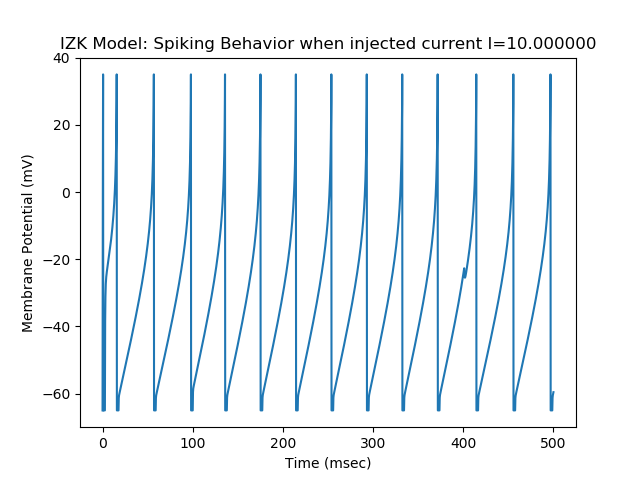 IZK Model: Spiking Behavior when injected current I=10.000000
40
20
0
−20
−40
−60
Membrane Potential (mV)
0 100 200 300 400 500
Time (msec)